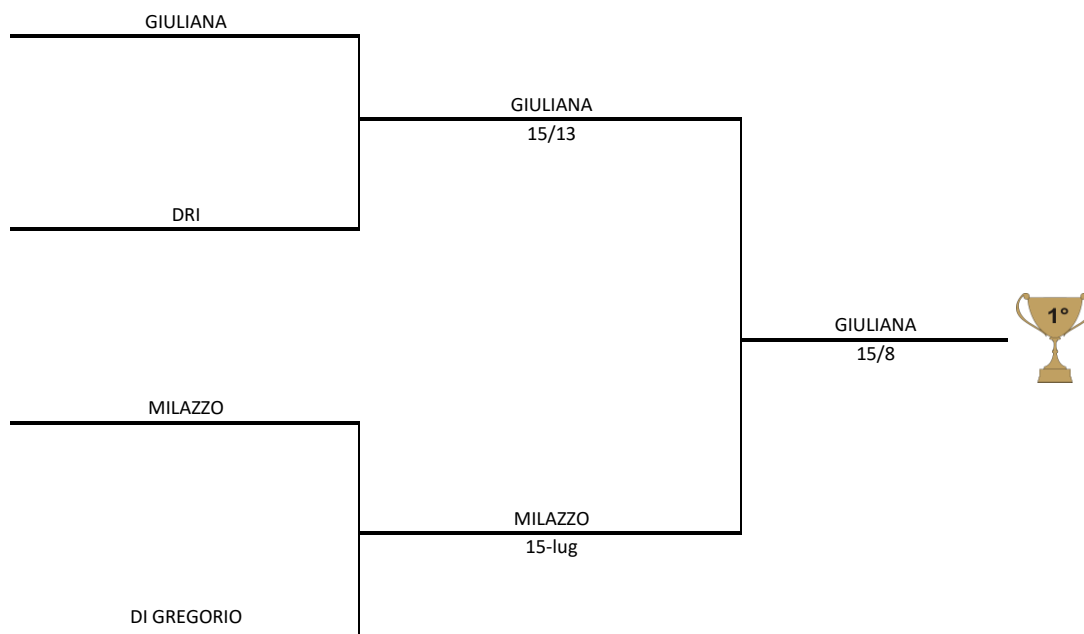 GIULIANA
GIULIANA
15/13
DRI
1°
GIULIANA
15/8
MILAZZO
MILAZZO
15-lug
DI GREGORIO